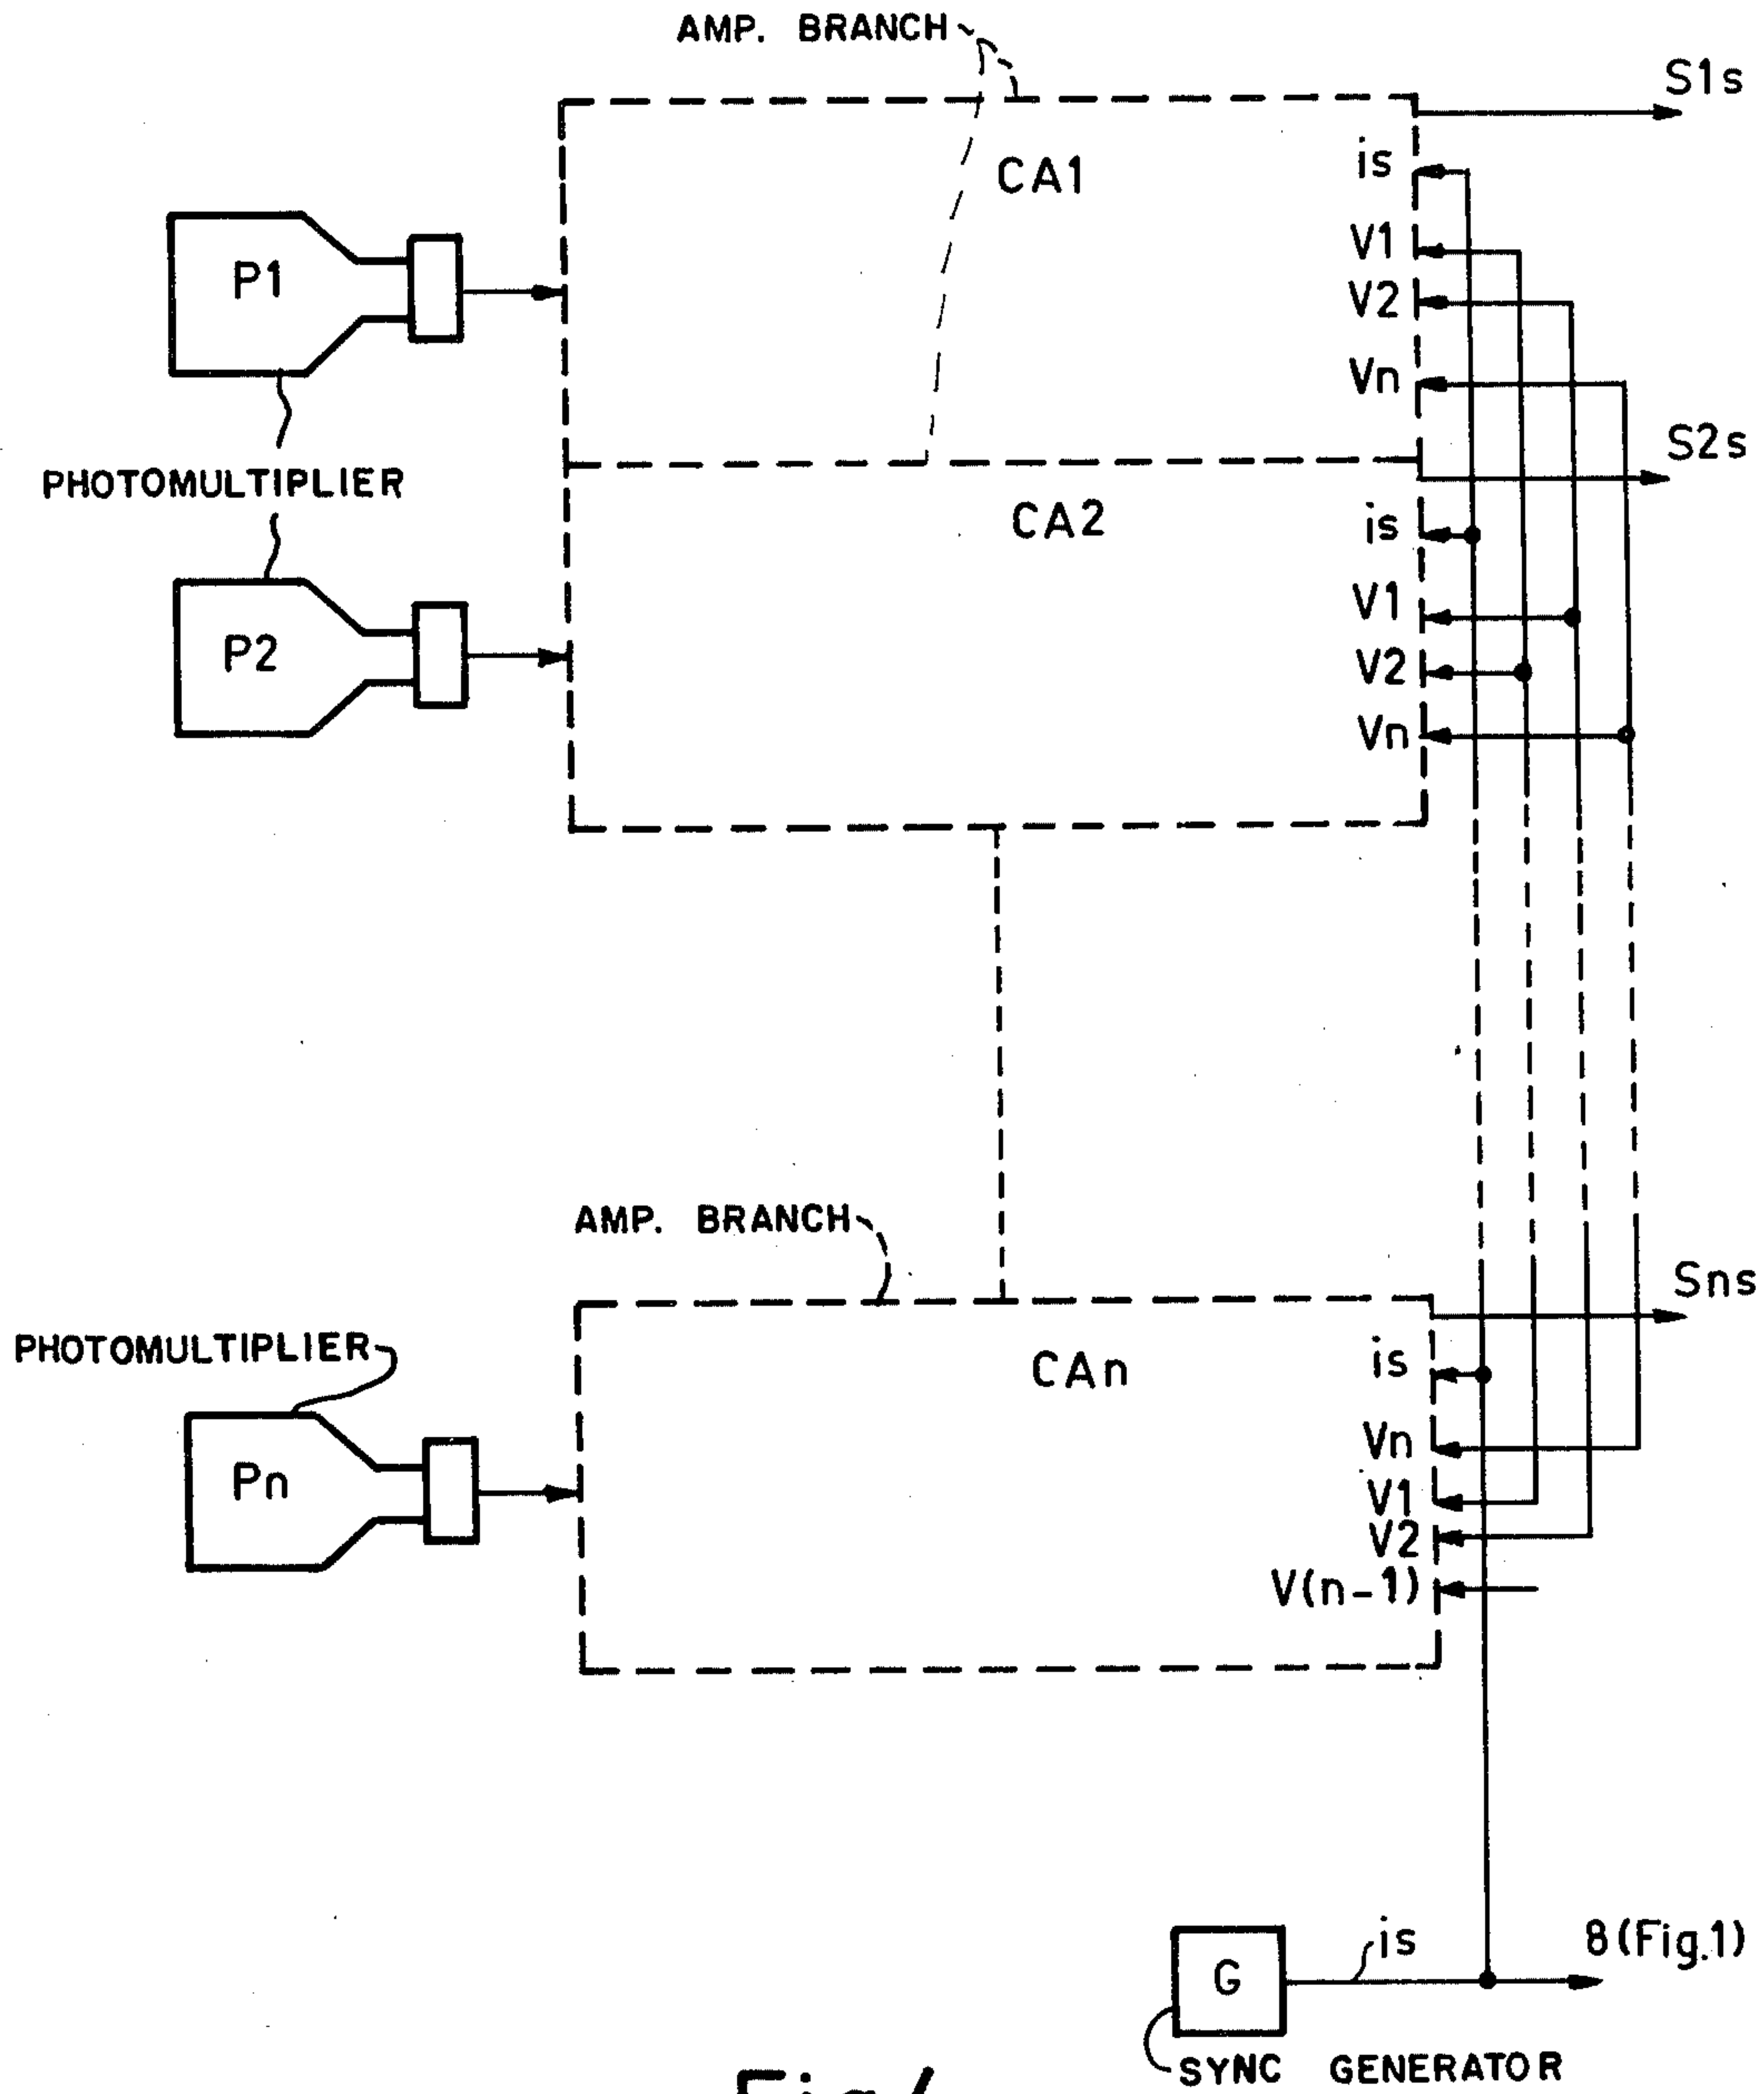 AMP. BRANCH
S1s
CA1
is
V1
P1
V2
Vn
S2s
PHOTOMULTIPLIER
CA2
is
V1
P2
V2
Vn
AMP. BRANCH
Sns
PHOTOMULTIPLIER
CAn
is
Vn
Pn
V1
V2
V(n-1)
is
8(Fig.1)
G
SYNC GENERATOR